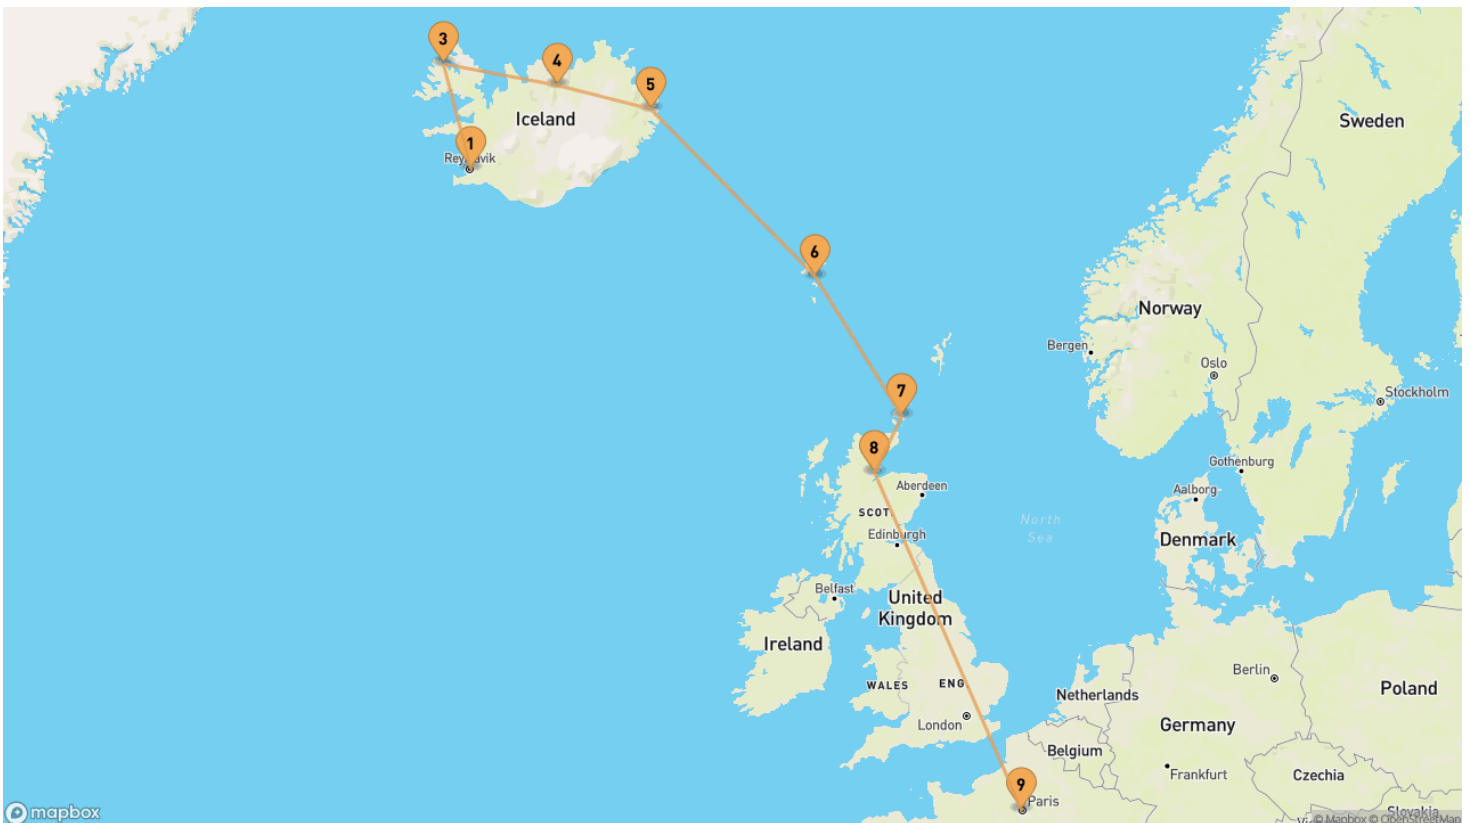 3
4
5
Iceland
Sweden
1
6
Norway
Bergen
Oslo
7
Stockholm
8
Gothenburg
Aberdeen
Aalborg
North
Sea
Edinburgh
Denmark
Belfast
United
Kingdom
Ireland
Berlin
WALES
ENG.
Netherlands
Poland
London
Germany
Belgium
Frankfurt
Czechia
9
Paris
mapbox
© Mapbox © OpenStreetMap